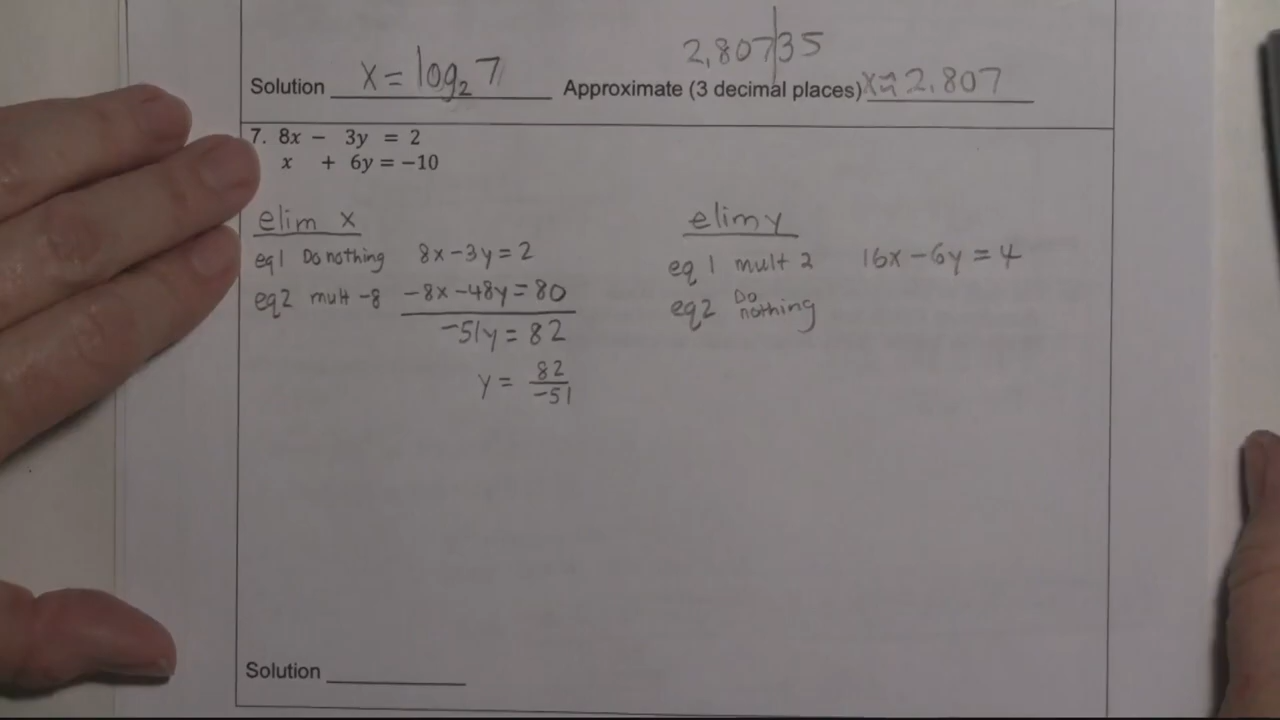 2.807|35
Solution x = log₂ 7 Approximate (3 decimal places) x ≈ 2.807
7. 8x − 3y = 2
x + 6y = −10
elim x
eq1 Do nothing 8x − 3y = 2
eq2 mult −8 −8x − 48y = 80
−51y = 82
y = 82/−51
elim y
eq 1 mult 2 16x − 6y = 4
eq2 Do nothing
Solution